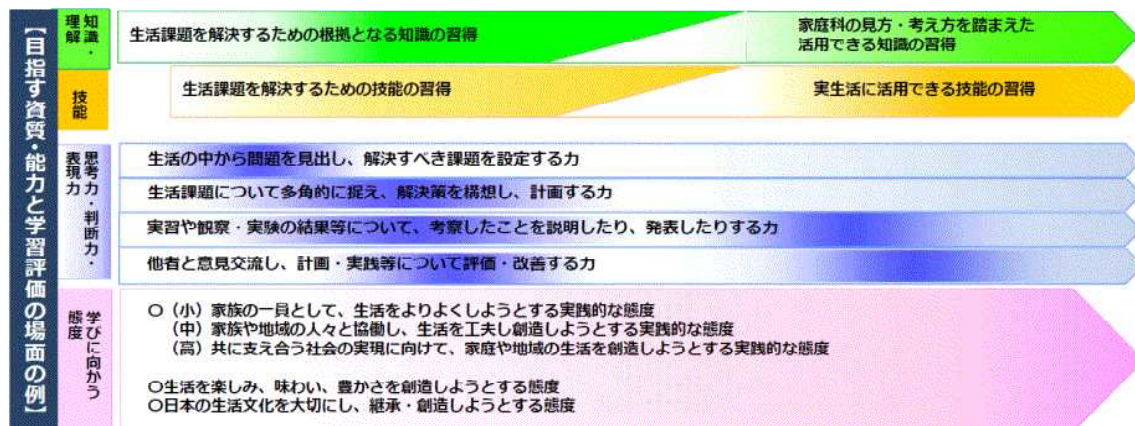 【目指す資質・能力と学習評価の場面の例】
知識・
理解
生活課題を解決するための根拠となる知識の習得
家庭科の見方・考え方を踏まえた
活用できる知識の習得
技能
生活課題を解決するための技能の習得
実生活に活用できる技能の習得
思考力・判断力・
表現力
生活の中から問題を見出し、解決すべき課題を設定する力
生活課題について多角的に捉え、解決策を構想し、計画する力
実習や観察・実験の結果等について、考察したことを説明したり、発表したりする力
他者と意見交流し、計画・実践等について評価・改善する力
学びに向かう
態度
○（小）家族の一員として、生活をよりよくしようとする実践的な態度
（中）家族や地域の人々と協働し、生活を工夫し創造しようとする実践的な態度
（高）共に支え合う社会の実現に向けて、家庭や地域の生活を創造しようとする実践的な態度
○生活を楽しみ、味わい、豊かさを創造しようとする態度
○日本の生活文化を大切にし、継承・創造しようとする態度